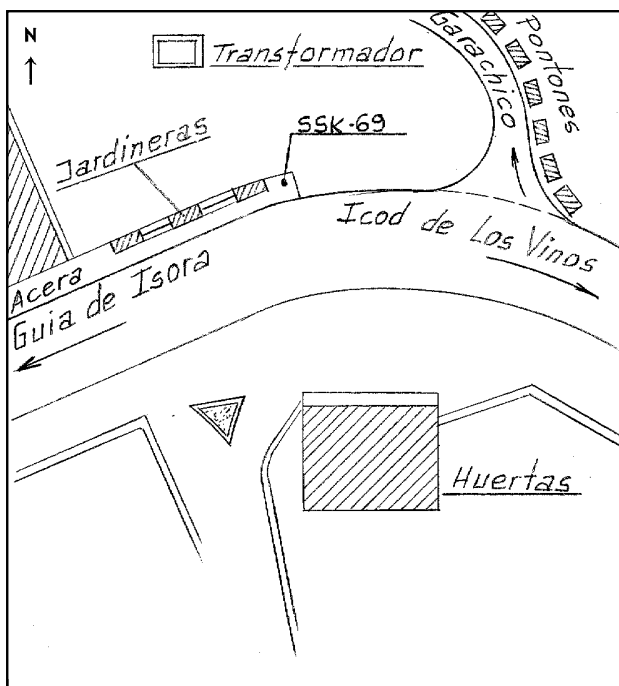 N
Transformador
Garachico
Pontones
SSK-69
Jardineras
Icod de Los Vinos
Acera
Guia de Isora
Huertas